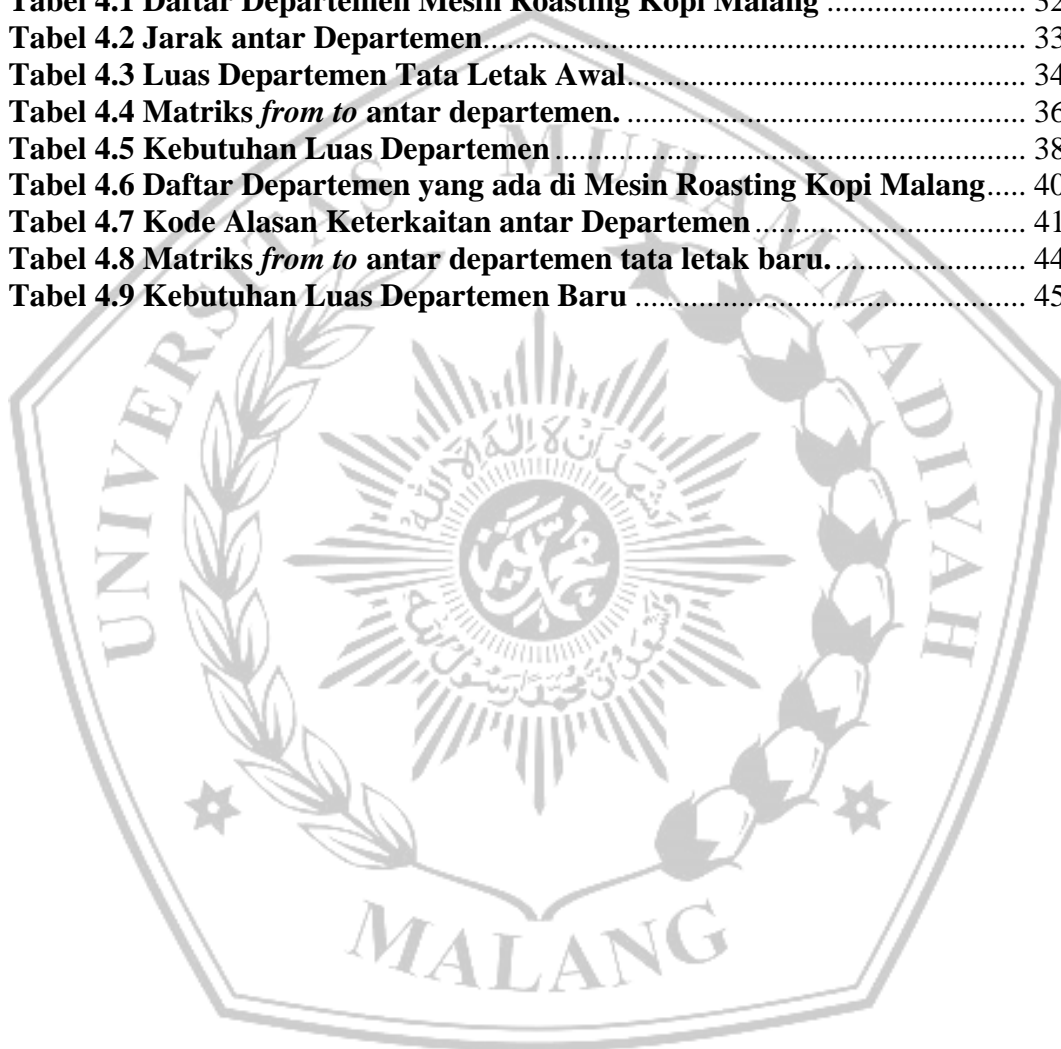 Tabel 4.1 Daftar Departemen Mesin Roasting Kopi Malang ......................... 32
Tabel 4.2 Jarak antar Departemen..................................................................... 33
Tabel 4.3 Luas Departemen Tata Letak Awal................................................... 34
Tabel 4.4 Matriks from to antar departemen. ................................................... 36
Tabel 4.5 Kebutuhan Luas Departemen ............................................................ 38
Tabel 4.6 Daftar Departemen yang ada di Mesin Roasting Kopi Malang..... 40
Tabel 4.7 Kode Alasan Keterkaitan antar Departemen .................................. 41
Tabel 4.8 Matriks from to antar departemen tata letak baru. ........................ 44
Tabel 4.9 Kebutuhan Luas Departemen Baru ................................................. 45
UNIVERSITAS MUHAMMADIYAH
MALANG